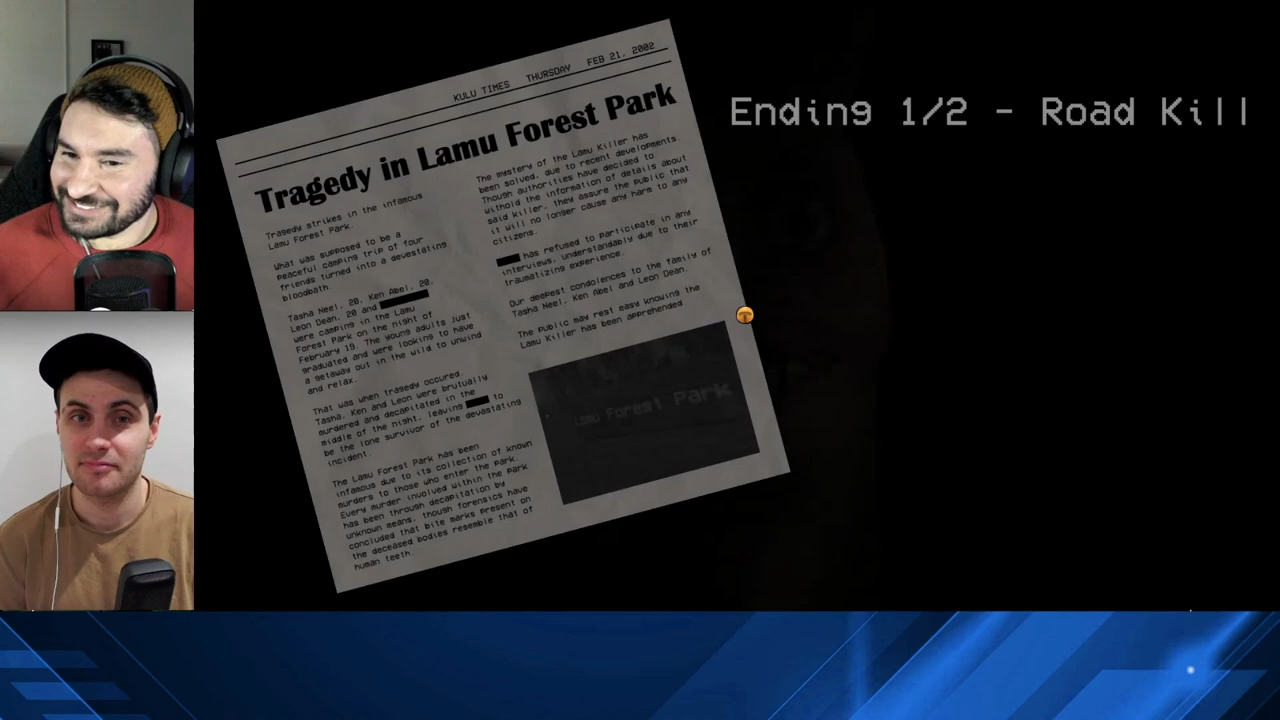 KULU TIMES THURSDAY FEB 21, 2002
Tragedy in Lamu Forest Park
Tragedy strikes in the infamous
Lamu Forest Park.
What was supposed to be a
peaceful camping trip of four
friends turned into a devastating
bloodbath.
Tasha Neel, 20, Ken Abel, 20,
Leon Dean, 20 and
were camping in the Lamu
Forest Park on the night of
February 19. The young adults just
graduated and were looking to have
a getaway out in the wild to unwind
and relax.
That was when tragedy occured.
Tasha, Ken and Leon were brutually
murdered and decapitated in the
middle of the night, leaving to
be the lone survivor of the devastating
incident.
The Lamu Forest Park has been
infamous due to its collection of known
murders to those who enter the park.
Every murder involved within the park
has been through decapitation by
unknown means, though forensics have
concluded that bite marks present on
the deceased bodies resemble that of
human teeth.
The mystery of the Lamu Killer has
been solved, due to recent developments.
Though authorities have decided to
withold the information of details about
said killer, they assure the public that
it will no longer cause any harm to any
citizens.
has refused to participate in any
interviews, understandably due to their
traumatizing experience.
Our deepest condolences to the family of
Tasha Neel, Ken Abel and Leon Dean.
The public may rest easy knowing the
Lamu Killer has been apprehended
Lamu Forest Park
Ending 1/2 - Road Kill